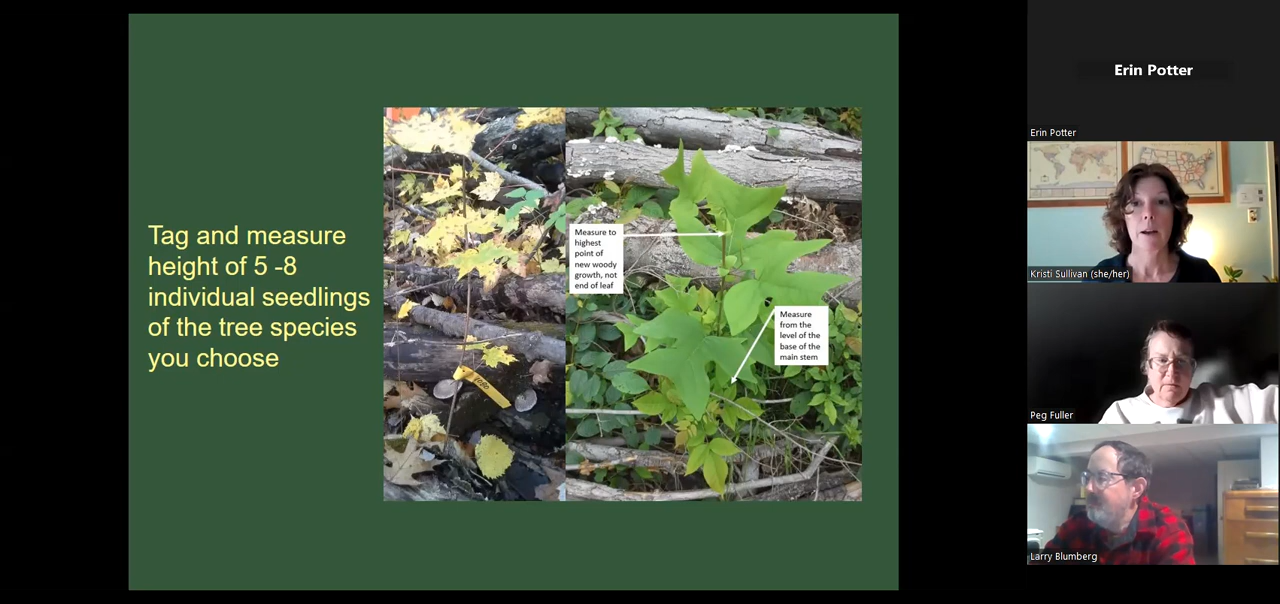 Tag and measure
height of 5 -8
individual seedlings
of the tree species
you choose
Measure to
highest
point of
new woody
growth, not
end of leaf
Measure
from the
level of the
base of the
main stem
Erin Potter
Erin Potter
Kristi Sullivan (she/her)
Peg Fuller
Larry Blumberg